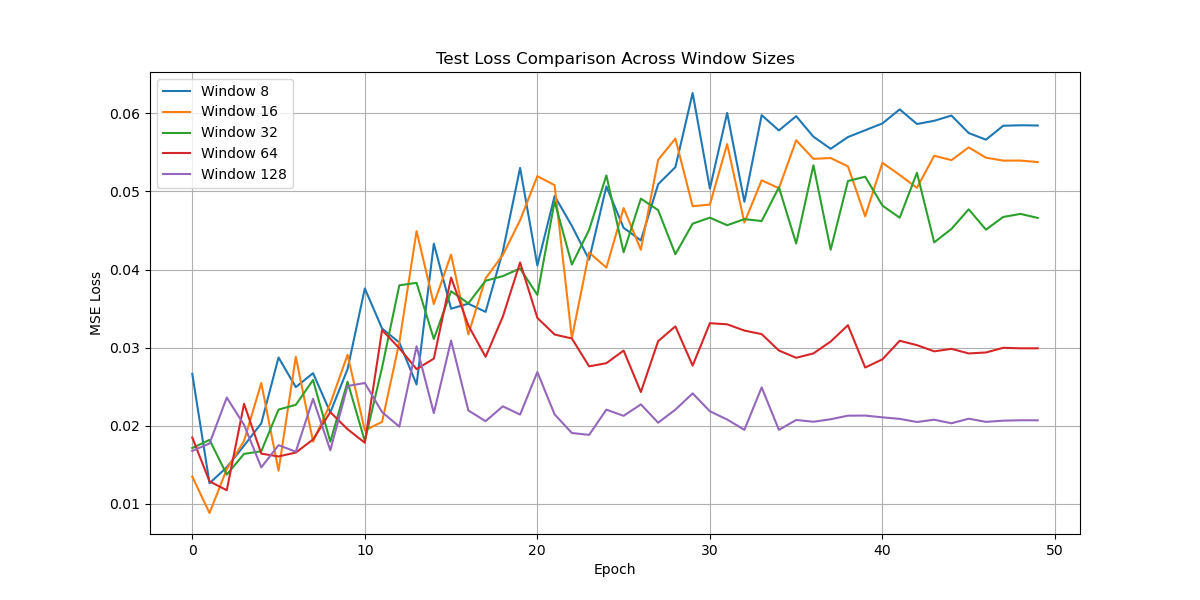 Test Loss Comparison Across Window Sizes
Window 8
Window 16
Window 32
Window 64
Window 128
MSE Loss
0.06
0.05
0.04
0.03
0.02
0.01
0
10
20
30
40
50
Epoch